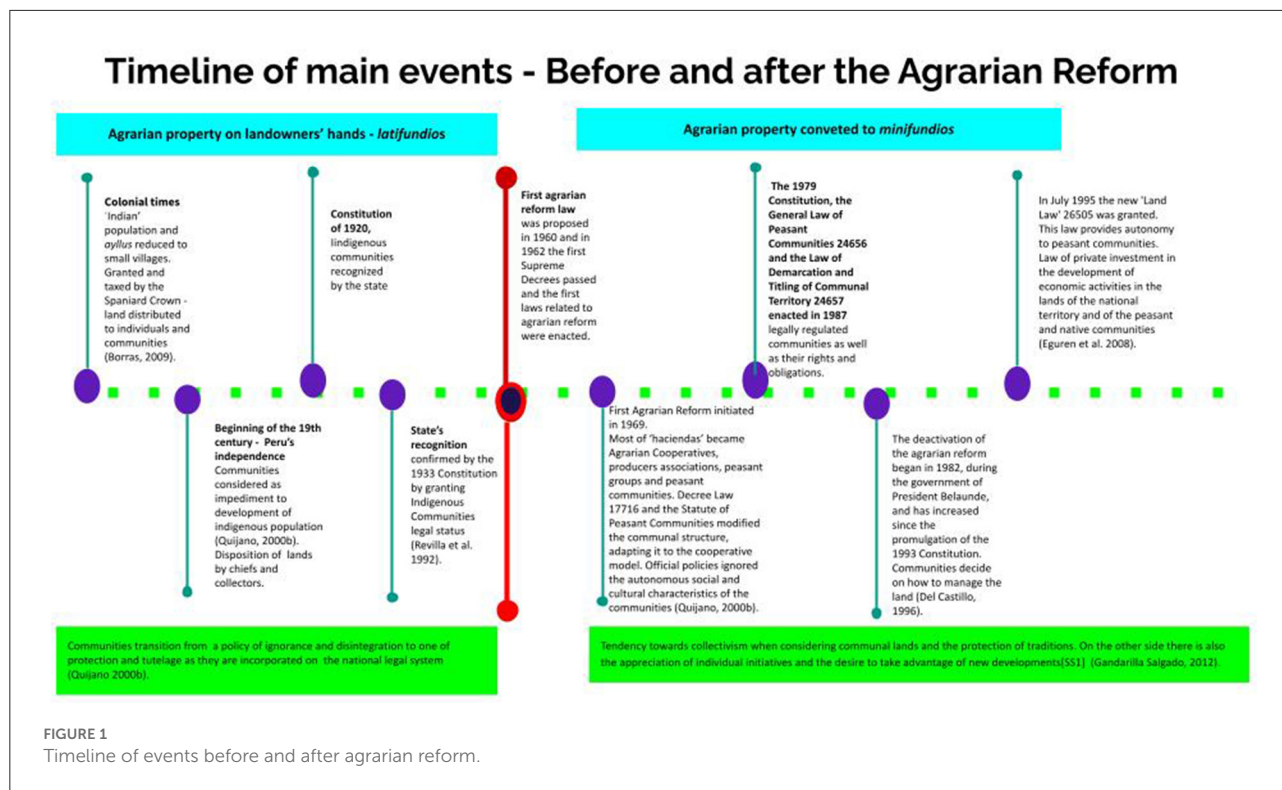 Timeline of main events - Before and after the Agrarian Reform
Agrarian property on landowners' hands - latifundios
Agrarian property conveted to minifundios
Colonial times
'Indian'
population and
ayllus reduced to
small villages.
Granted and
taxed by the
Spaniard Crown -
land distributed
to individuals and
communities
(Borras, 2009).
Beginning of the 19th
century - Peru's
independence
Communities
considered as
impediment to
development of
indigenous population
(Quijano, 2000b).
Disposition of lands
by chiefs and
collectors.
Constitution
of 1920,
Iindigenous
communities
recognized
by the state
State's
recognition
confirmed by the
1933 Constitution
by granting
Indigenous
Communities
legal status
(Revilla et al.
1992).
First agrarian
reform law
was proposed
in 1960 and in
1962 the first
Supreme
Decrees passed
and the first
laws related to
agrarian reform
were enacted.
First Agrarian Reform initiated
in 1969.
Most of 'haciendas' became
Agrarian Cooperatives,
producers associations, peasant
groups and peasant
communities. Decree Law
17716 and the Statute of
Peasant Communities modified
the communal structure,
adapting it to the cooperative
model. Official policies ignored
the autonomous social and
cultural characteristics of the
communities (Quijano, 2000b).
The 1979
Constitution, the
General Law of
Peasant
Communities 24656
and the Law of
Demarcation and
Titling of Communal
Territory 24657
enacted in 1987
legally regulated
communities as well
as their rights and
obligations.
The deactivation of
the agrarian reform
began in 1982, during
the government of
President Belaunde,
and has increased
since the
promulgation of the
1993 Constitution.
Communities decide
on how to manage the
land (Del Castillo,
1996).
In July 1995 the new 'Land
Law' 26505 was granted.
This law provides autonomy
to peasant communities.
Law of private investment in
the development of
economic activities in the
lands of the national
territory and of the peasant
and native communities
(Eguren et al. 2008).
Communities transition from a policy of ignorance and disintegration to one of
protection and tutelage as they are incorporated on the national legal system
(Quijano 2000b).
Tendency towards collectivism when considering communal lands and the protection of traditions. On the other side there is also
the appreciation of individual initiatives and the desire to take advantage of new developments[SS1] (Gandarilla Salgado, 2012).
FIGURE 1
Timeline of events before and after agrarian reform.